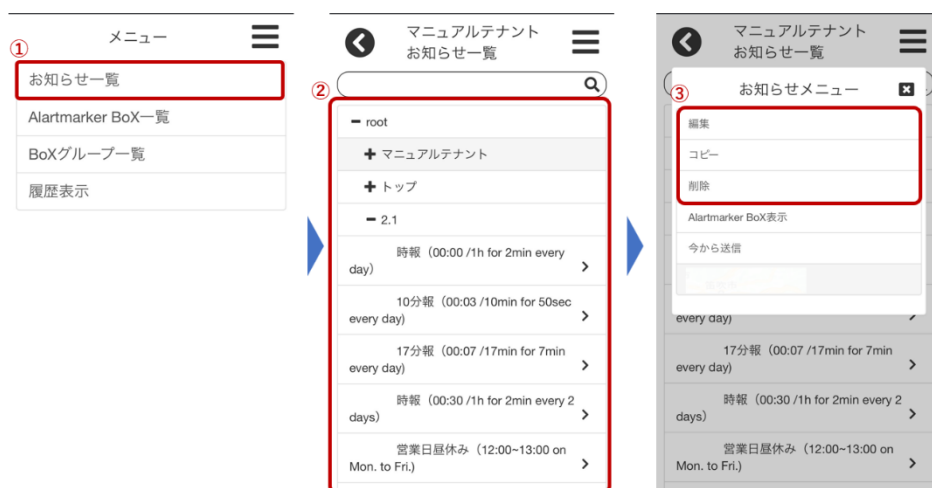 ①
メニュー
お知らせ一覧
Alartmarker BoX一覧
BoXグループ一覧
履歴表示
マニュアルテナント
お知らせ一覧
②
root
マニュアルテナント
トップ
2.1
時報（00:00 /1h for 2min every
day）
10分報（00:03 /10min for 50sec
every day)
17分報（00:07 /17min for 7min
every day)
時報（00:30 /1h for 2min every 2
days）
営業日昼休み（12:00~13:00 on
Mon. to Fri.)
マニュアルテナント
お知らせ一覧
③
お知らせメニュー
編集
コピー
削除
Alartmarker BoX表示
今から送信
every day)
17分報（00:07 /17min for 7min
every day)
時報（00:30 /1h for 2min every 2
days）
営業日昼休み（12:00~13:00 on
Mon. to Fri.)